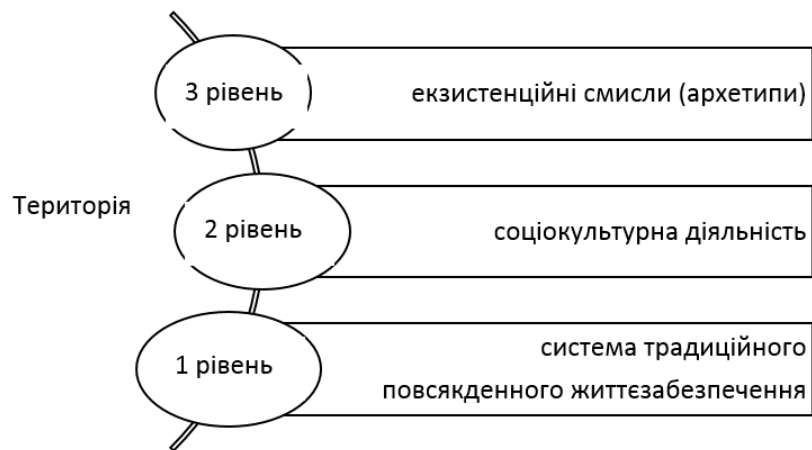 3 рівень
екзистенційні смисли (архетипи)
Територія
2 рівень
соціокультурна діяльність
1 рівень
система традиційного
повсякденного життєзабезпечення